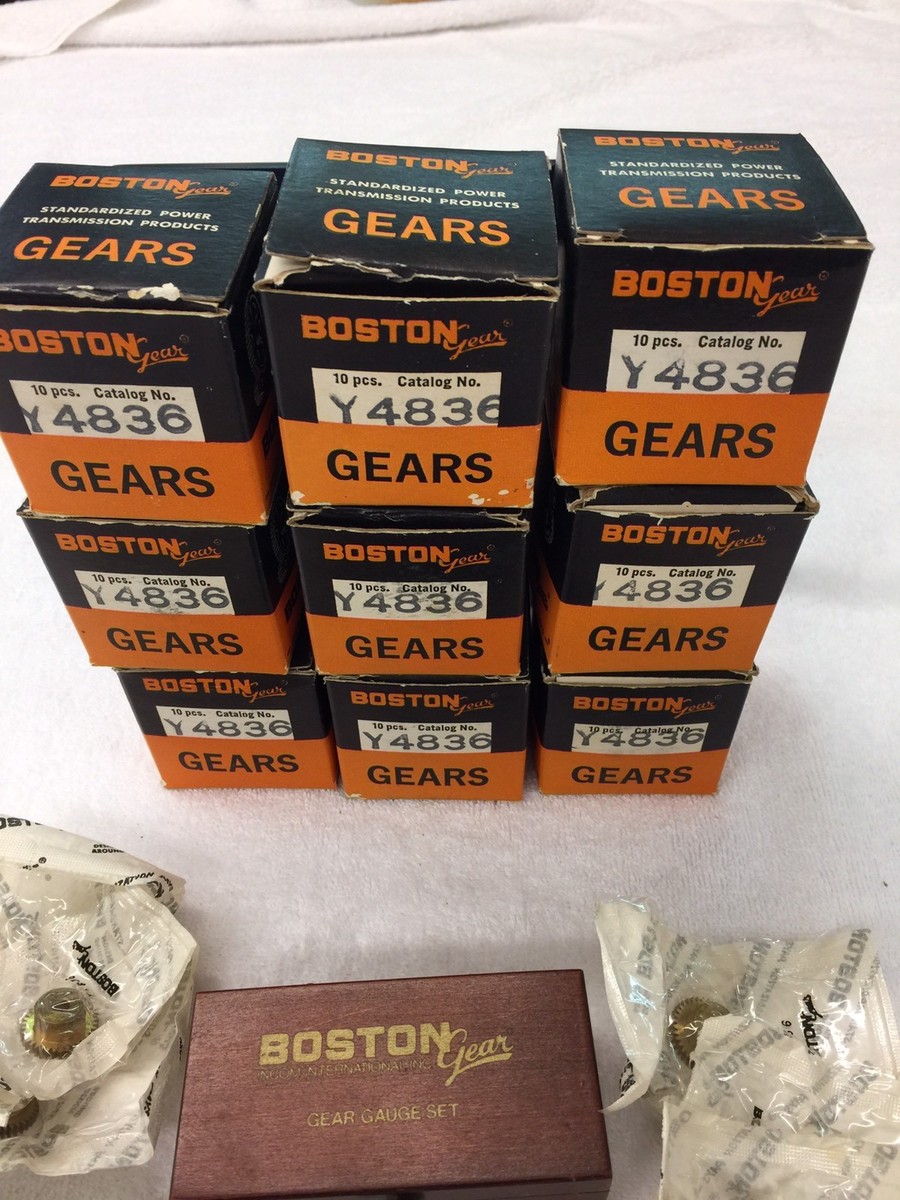 BOSTON Gear
STANDARDIZED POWER
TRANSMISSION PRODUCTS
GEARS
BOSTON Gear
10 pcs. Catalog No.
Y4836
GEARS
BOSTON Gear
STANDARDIZED POWER
TRANSMISSION PRODUCTS
GEARS
BOSTON Gear®
10 pcs. Catalog No.
Y4836
GEARS
BOSTON Gear
STANDARDIZED POWER
TRANSMISSION PRODUCTS
GEARS
BOSTON Gear®
10 pcs. Catalog No.
Y4836
GEARS
BOSTON Gear
10 pcs. Catalog No.
Y4836
GEARS
BOSTON Gear
10 pcs. Catalog No.
Y4836
GEARS
BOSTON Gear
10 pcs. Catalog No.
Y4836
GEARS
BOSTON Gear
10 pcs. Catalog No.
Y4836
GEARS
BOSTON Gear
10 pcs. Catalog No.
Y4836
GEARS
BOSTON Gear
10 pcs. Catalog No.
Y4836
GEARS
BOSTON
BOSTON Gear
INCOM INTERNATIONAL INC.
GEAR GAUGE SET